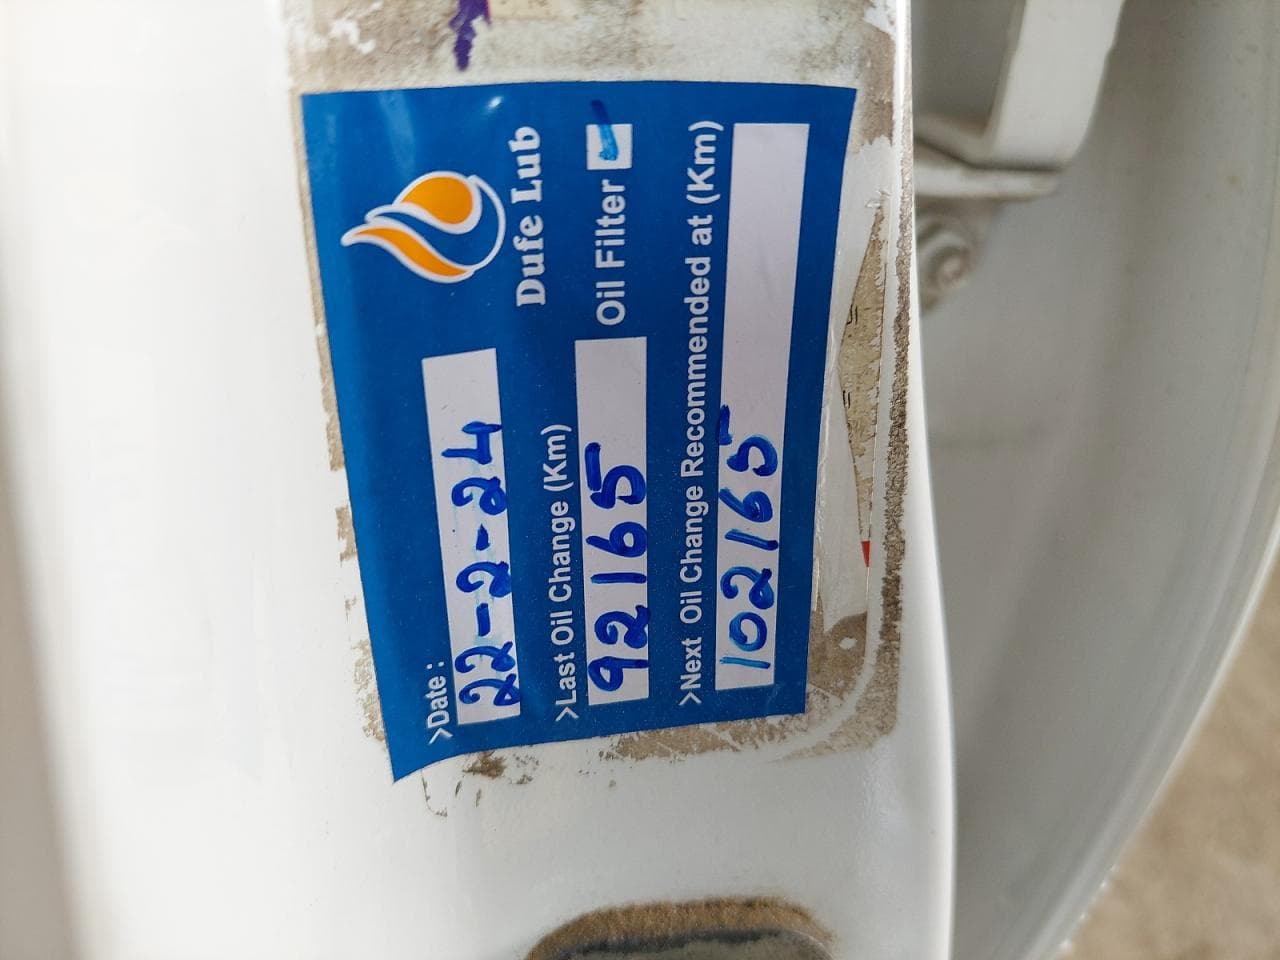 Dufe Lub
>Date :
22-2-24
>Last Oil Change (Km) Oil Filter
92165
>Next Oil Change Recommended at (Km)
102165